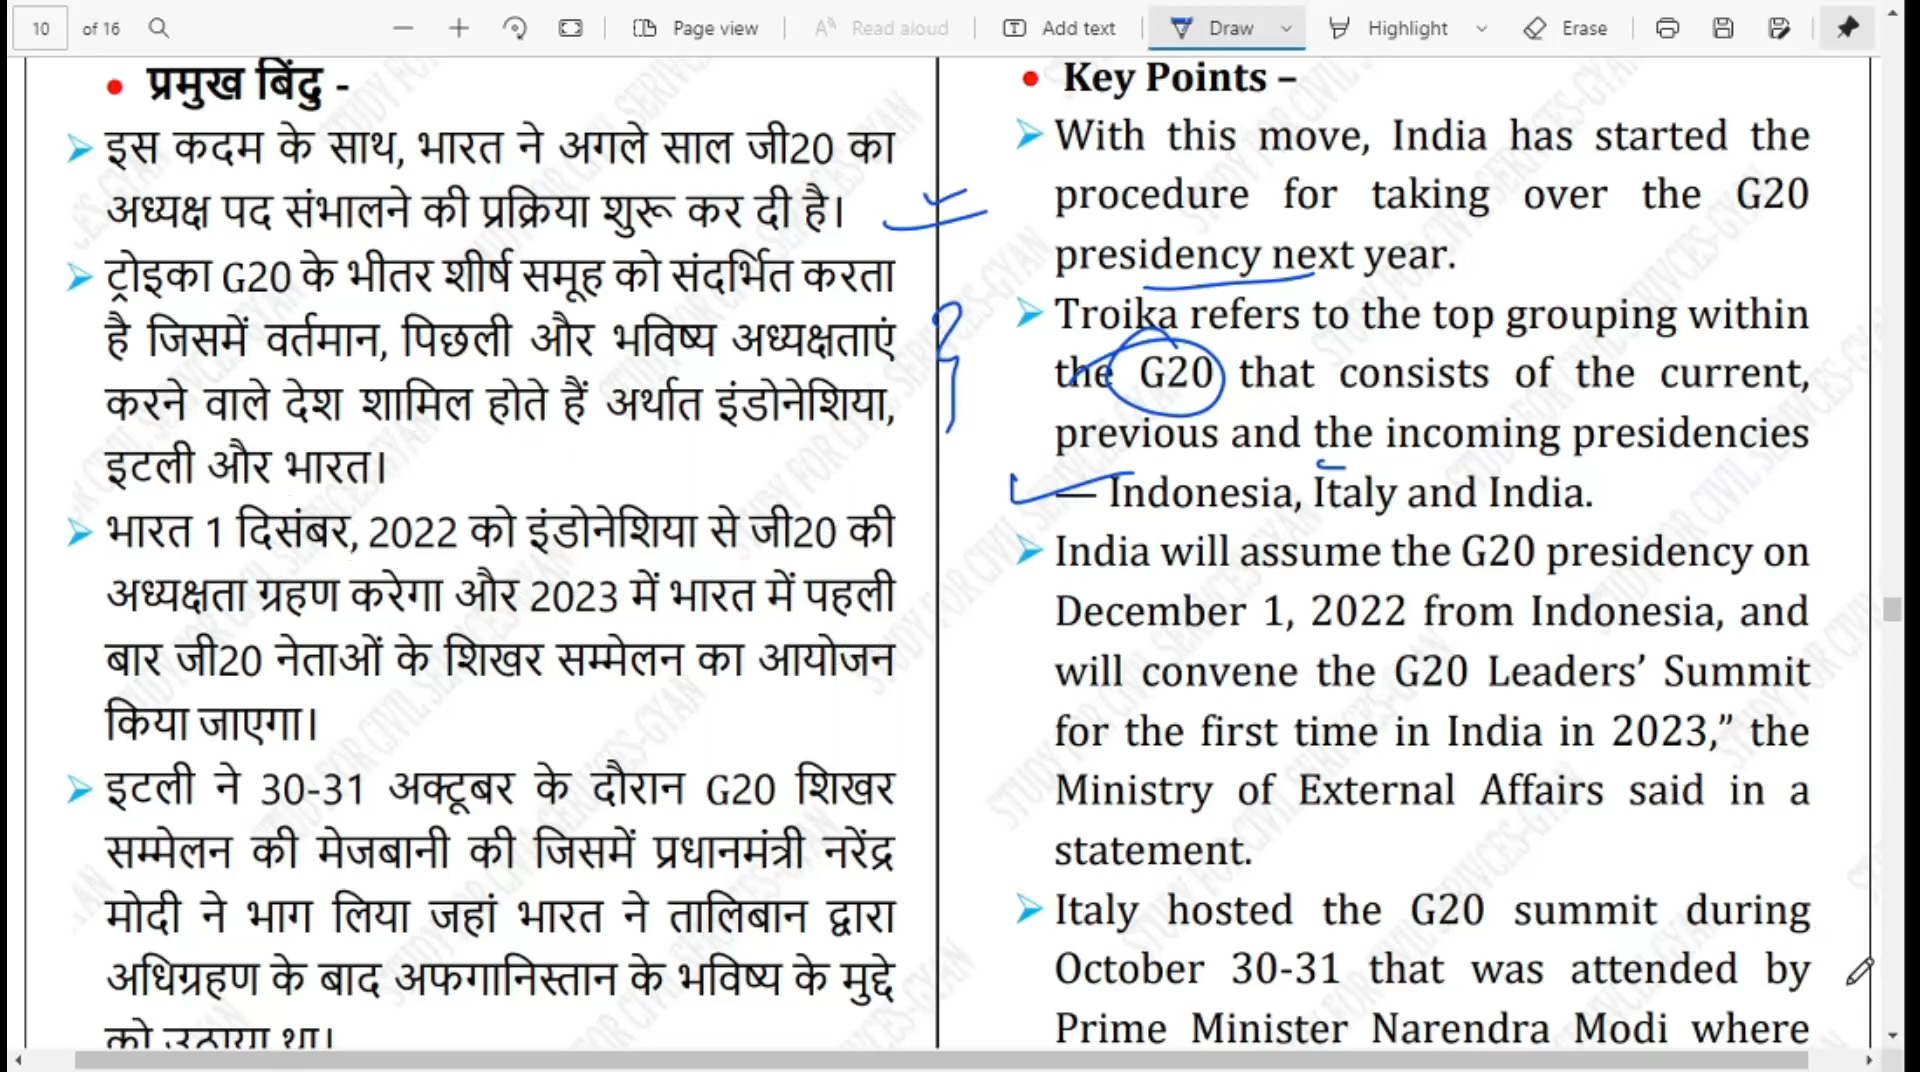 10 of 16 Page view Read aloud Add text Draw Highlight Erase
• प्रमुख बिंदु -
इस कदम के साथ, भारत ने अगले साल जी20 का
अध्यक्ष पद संभालने की प्रक्रिया शुरू कर दी है।
ट्रोइका G20 के भीतर शीर्ष समूह को संदर्भित करता
है जिसमें वर्तमान, पिछली और भविष्य अध्यक्षताएं
करने वाले देश शामिल होते हैं अर्थात इंडोनेशिया,
इटली और भारत।
भारत 1 दिसंबर, 2022 को इंडोनेशिया से जी20 की
अध्यक्षता ग्रहण करेगा और 2023 में भारत में पहली
बार जी20 नेताओं के शिखर सम्मेलन का आयोजन
किया जाएगा।
इटली ने 30-31 अक्टूबर के दौरान G20 शिखर
सम्मेलन की मेजबानी की जिसमें प्रधानमंत्री नरेंद्र
मोदी ने भाग लिया जहां भारत ने तालिबान द्वारा
अधिग्रहण के बाद अफगानिस्तान के भविष्य के मुद्दे
को उठाया था।
• Key Points –
With this move, India has started the
procedure for taking over the G20
presidency next year.
Troika refers to the top grouping within
the G20 that consists of the current,
previous and the incoming presidencies
— Indonesia, Italy and India.
India will assume the G20 presidency on
December 1, 2022 from Indonesia, and
will convene the G20 Leaders’ Summit
for the first time in India in 2023,” the
Ministry of External Affairs said in a
statement.
Italy hosted the G20 summit during
October 30-31 that was attended by
Prime Minister Narendra Modi where
STUDY FOR CIVIL SERIVCES-GYAN